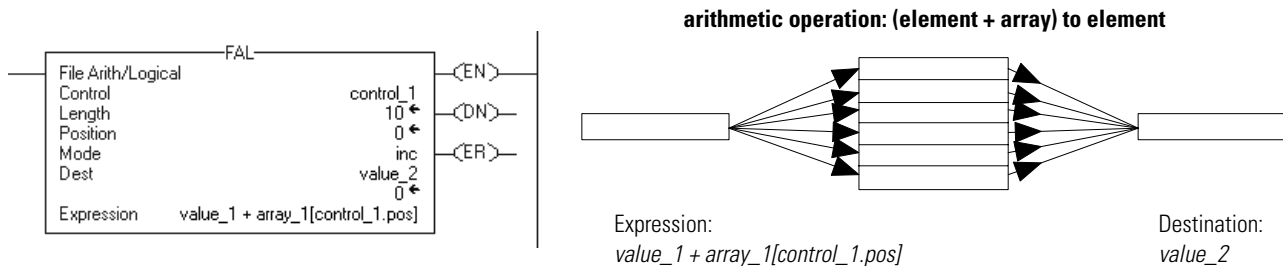 arithmetic operation: (element + array) to element
FAL
File Arith/Logical
Control control_1
Length 10
Position 0
Mode inc
Dest value_2
0
Expression value_1 + array_1[control_1.pos]
EN
DN
ER
Expression:
value_1 + array_1[control_1.pos]
Destination:
value_2